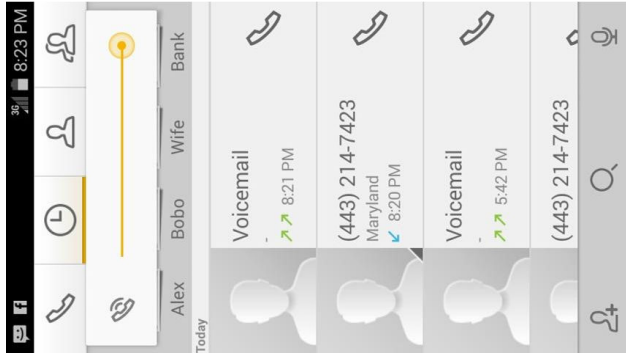 3G 8:23 PM
Alex Bobo Wife Bank
Today
Voicemail
-
8:21 PM
(443) 214-7423
Maryland
8:20 PM
Voicemail
-
5:42 PM
(443) 214-7423